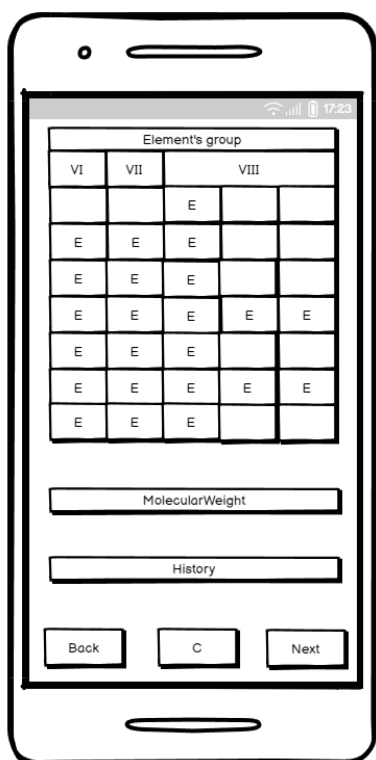 17:23
Element's group
VI VII VIII
E
E E E
E E E
E E E E E
E E E
E E E E E
E E E
MolecularWeight
History
Back C Next